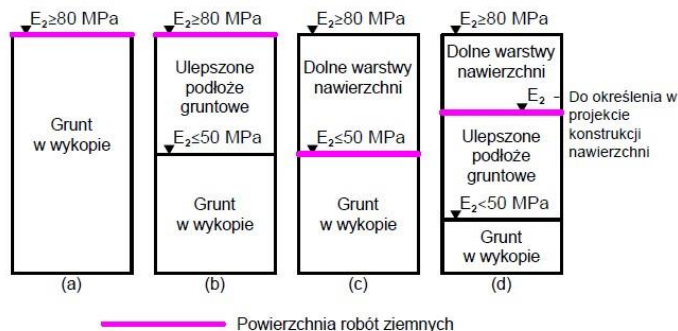 E₂≥80 MPa
Grunt
w wykopie
(a)
E₂≥80 MPa
Ulepszone
podłoże
gruntowe
E₂≤50 MPa
Grunt
w wykopie
(b)
E₂≥80 MPa
Dolne warstwy
nawierzchni
E₂≤50 MPa
Grunt
w wykopie
(c)
E₂≥80 MPa
Dolne warstwy
nawierzchni
E₂ - Do określenia w
projekcie
konstrukcji
nawierzchni
Ulepszone
podłoże
gruntowe
E₂<50 MPa
Grunt
w wykopie
(d)
Powierzchnia robót ziemnych